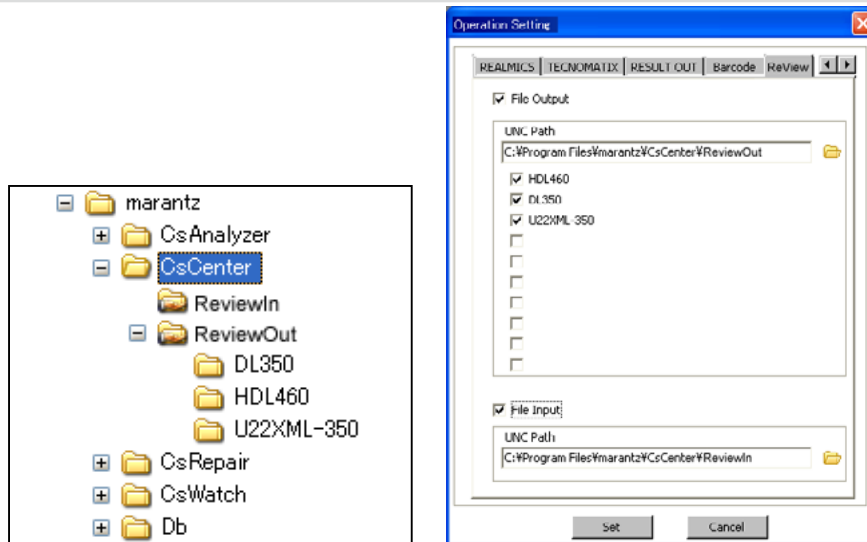 marantz
CsAnalyzer
CsCenter
ReviewIn
ReviewOut
DL350
HDL460
U22XML-350
CsRepair
CsWatch
Db
Operation Setting
REALMICS TECNOMATIX RESULT OUT Barcode ReView
File Output
UNC Path
C:¥Program Files¥marantz¥CsCenter¥ReviewOut
HDL460
DL350
U22XML-350
File Input
UNC Path
C:¥Program Files¥marantz¥CsCenter¥ReviewIn
Set Cancel